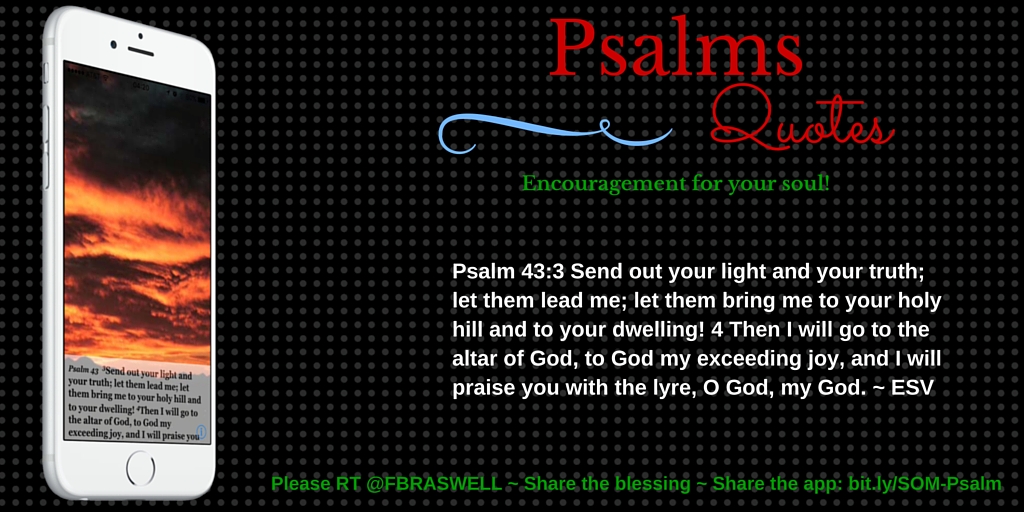 Psalms
Quotes
Encouragement for your soul!
Psalm 43:3 Send out your light and your truth;
let them lead me; let them bring me to your holy
hill and to your dwelling! 4 Then I will go to the
altar of God, to God my exceeding joy, and I will
praise you with the lyre, O God, my God. ~ ESV
Psalm 43 ³Send out your light and
your truth; let them lead me; let
them bring me to your holy hill and
to your dwelling! ⁴Then I will go to
the altar of God, to God my
exceeding joy, and I will praise you
Please RT @FBRASWELL ~ Share the blessing ~ Share the app: bit.ly/SOM-Psalm